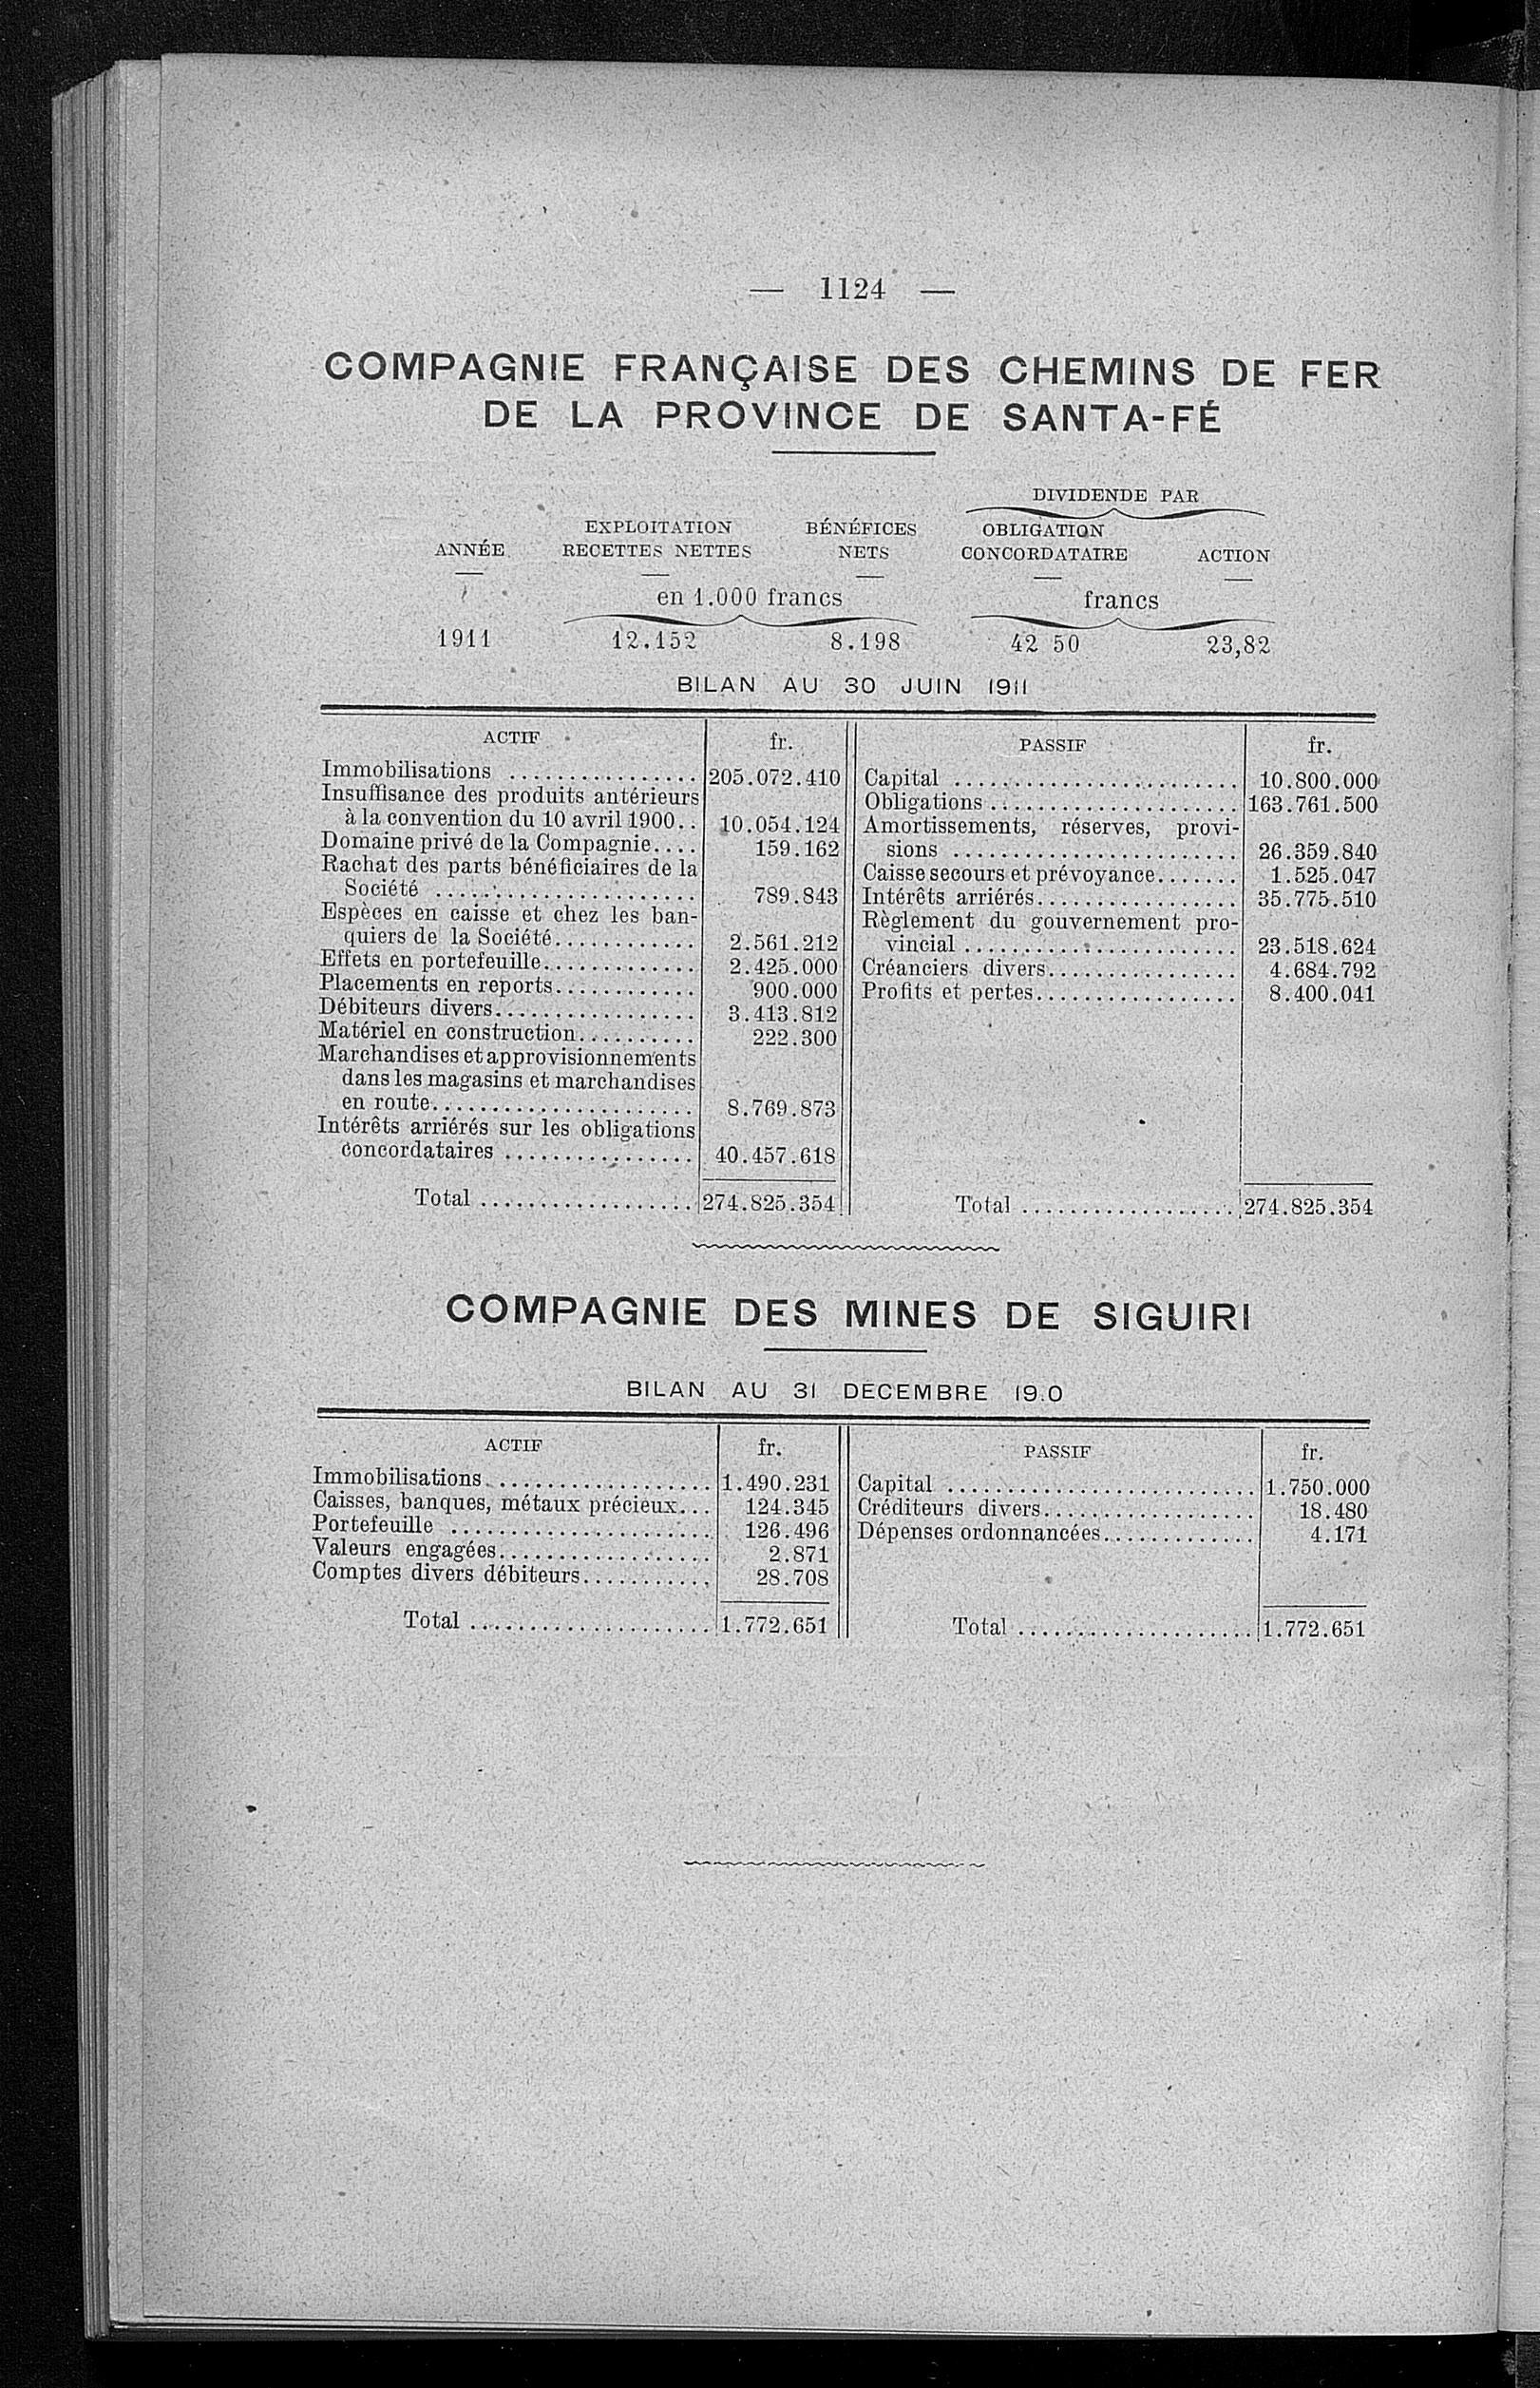 — 1124 —
COMPAGNIE FRANÇAISE DES CHEMINS DE FER
DE LA PROVINCE DE SANTA-FÉ
DIVIDENDE PAR
EXPLOITATION BÉNÉFICES OBLIGATION
ANNÉE RECETTES NETTES NETS CONCORDATAIRE ACTION
en 1.000 francs francs
1911 12.152 8.198 42 50 23,82
BILAN AU 30 JUIN 1911
ACTIF fr.
Immobilisations ................ 205.072.410
Insuffisance des produits antérieurs
à la convention du 10 avril 1900.. 10.054.124
Domaine privé de la Compagnie.... 159.162
Rachat des parts bénéficiaires de la
Société ...................... 789.843
Espèces en caisse et chez les ban-
quiers de la Société............ 2.561.212
Effets en portefeuille............. 2.425.000
Placements en reports............ 900.000
Débiteurs divers................. 3.413.812
Matériel en construction.......... 222.300
Marchandises et approvisionnements
dans les magasins et marchandises
en route...................... 8.769.873
Intérêts arriérés sur les obligations
concordataires ................ 40.457.618
Total .................. 274.825.354
PASSIF fr.
Capital ........................ 10.800.000
Obligations ..................... 163.761.500
Amortissements, réserves, provi-
sions ........................ 26.359.840
Caisse secours et prévoyance....... 1.525.047
Intérêts arriérés................. 35.775.510
Règlement du gouvernement pro-
vincial ....................... 23.518.624
Créanciers divers................ 4.684.792
Profits et pertes................. 8.400.041
Total .................. 274.825.354
COMPAGNIE DES MINES DE SIGUIRI
BILAN AU 31 DÉCEMBRE 19.0
ACTIF fr.
Immobilisations................... 1.490.231
Caisses, banques, métaux précieux... 124.345
Portefeuille ...................... 126.496
Valeurs engagées.................. 2.871
Comptes divers débiteurs........... 28.708
Total .................... 1.772.651
PASSIF fr.
Capital .......................... 1.750.000
Créditeurs divers.................. 18.480
Dépenses ordonnancées............. 4.171
Total .................... 1.772.651